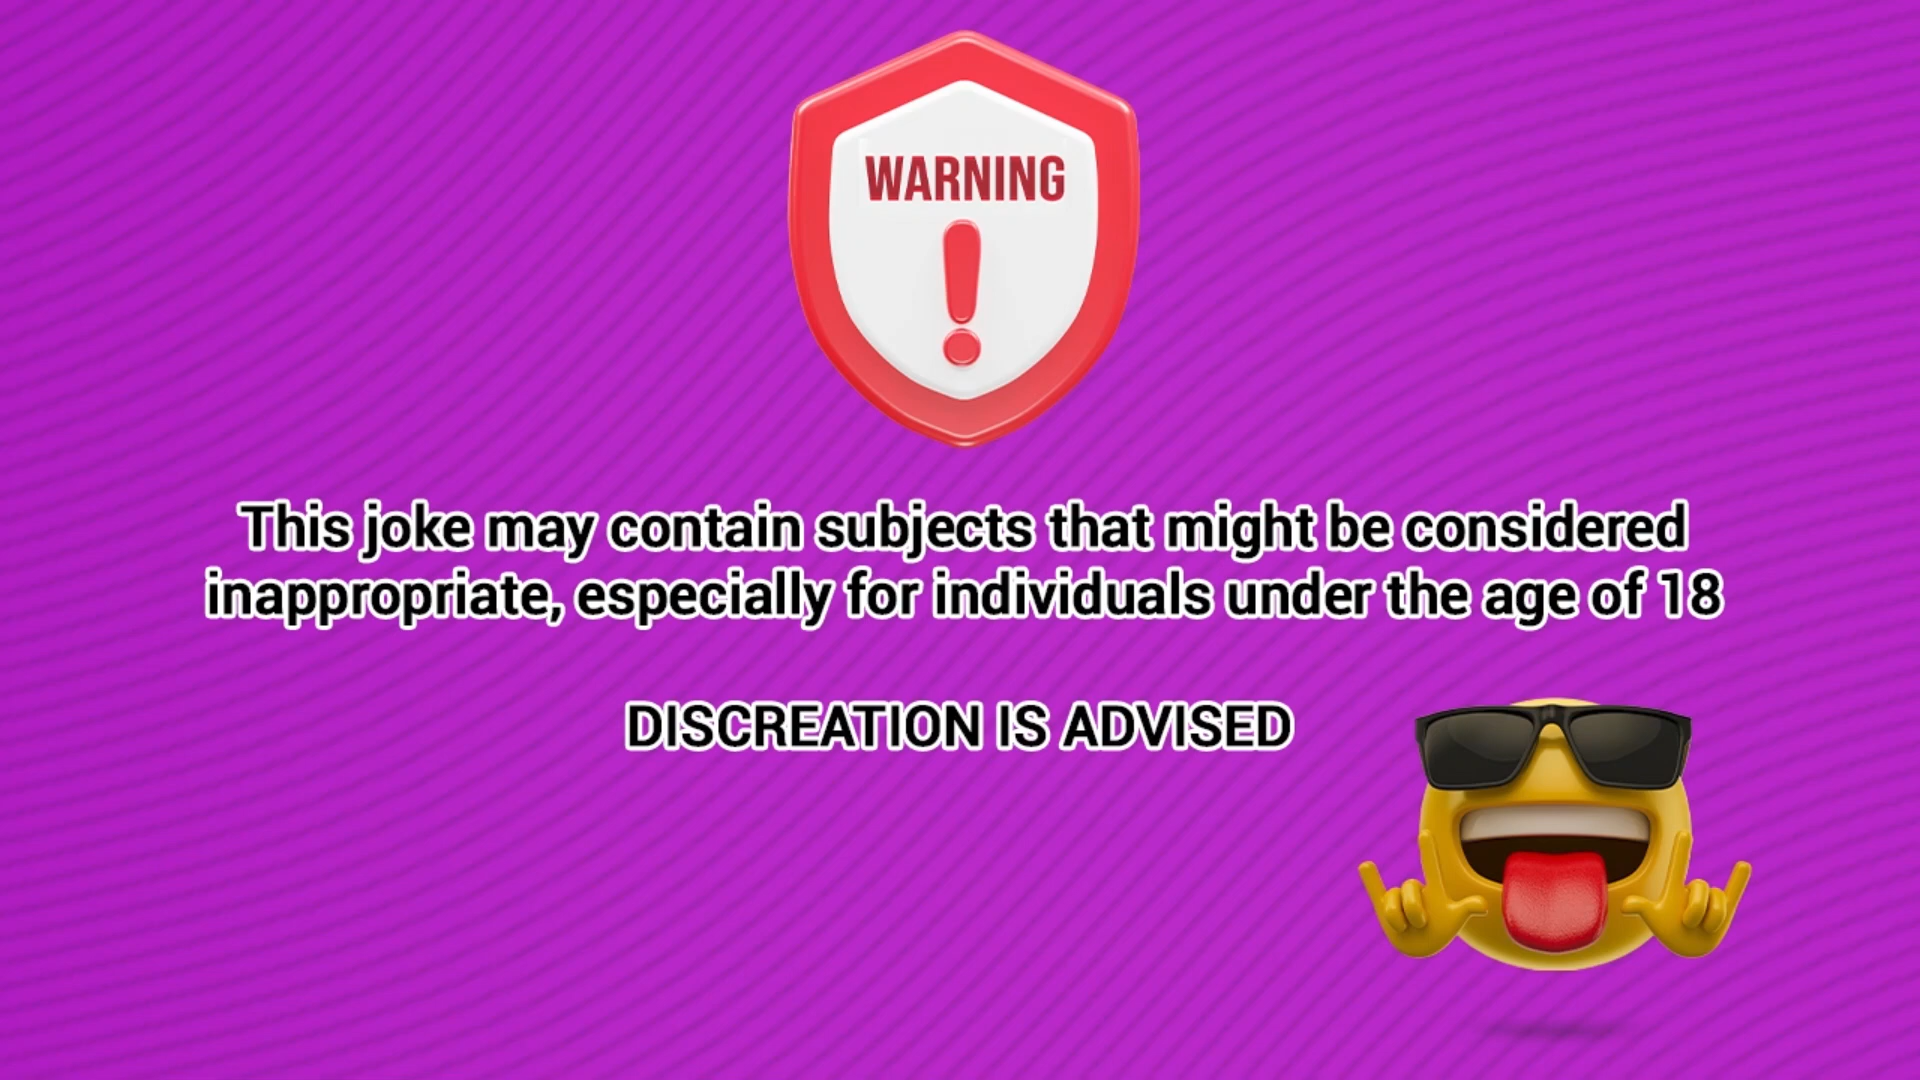 WARNING
This joke may contain subjects that might be considered
inappropriate, especially for individuals under the age of 18
DISCREATION IS ADVISED